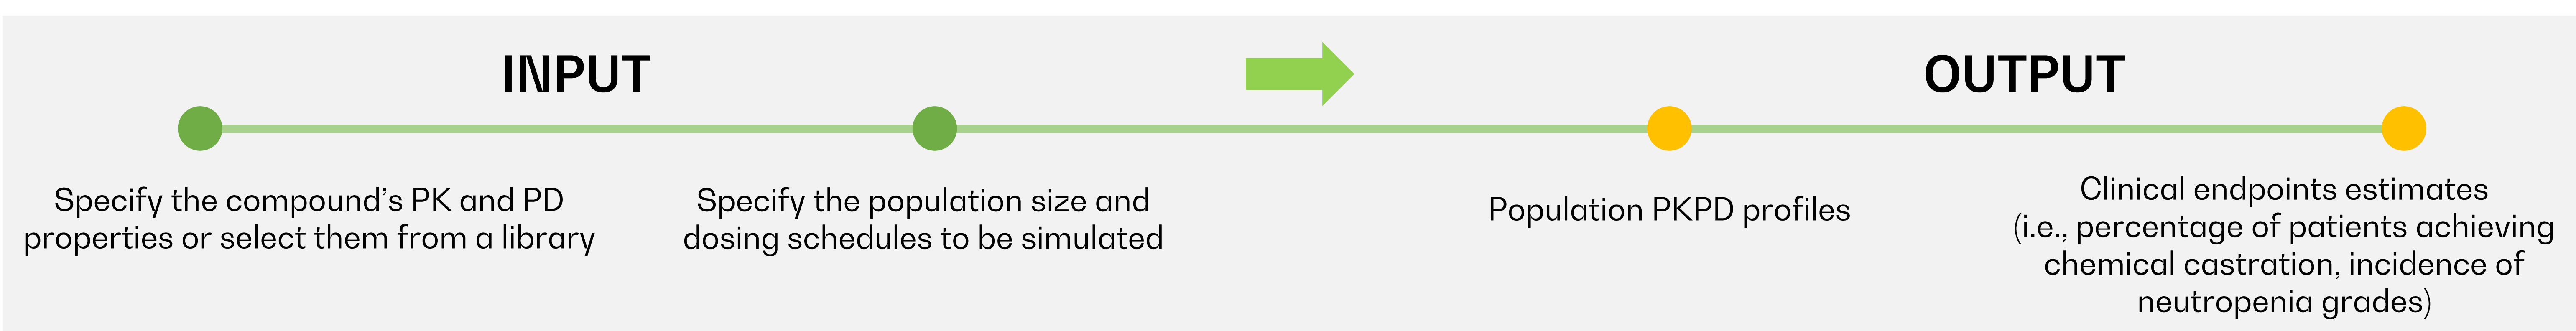 INPUT
OUTPUT
Specify the compound's PK and PD
properties or select them from a library
Specify the population size and
dosing schedules to be simulated
Population PKPD profiles
Clinical endpoints estimates
(i.e., percentage of patients achieving
chemical castration, incidence of
neutropenia grades)